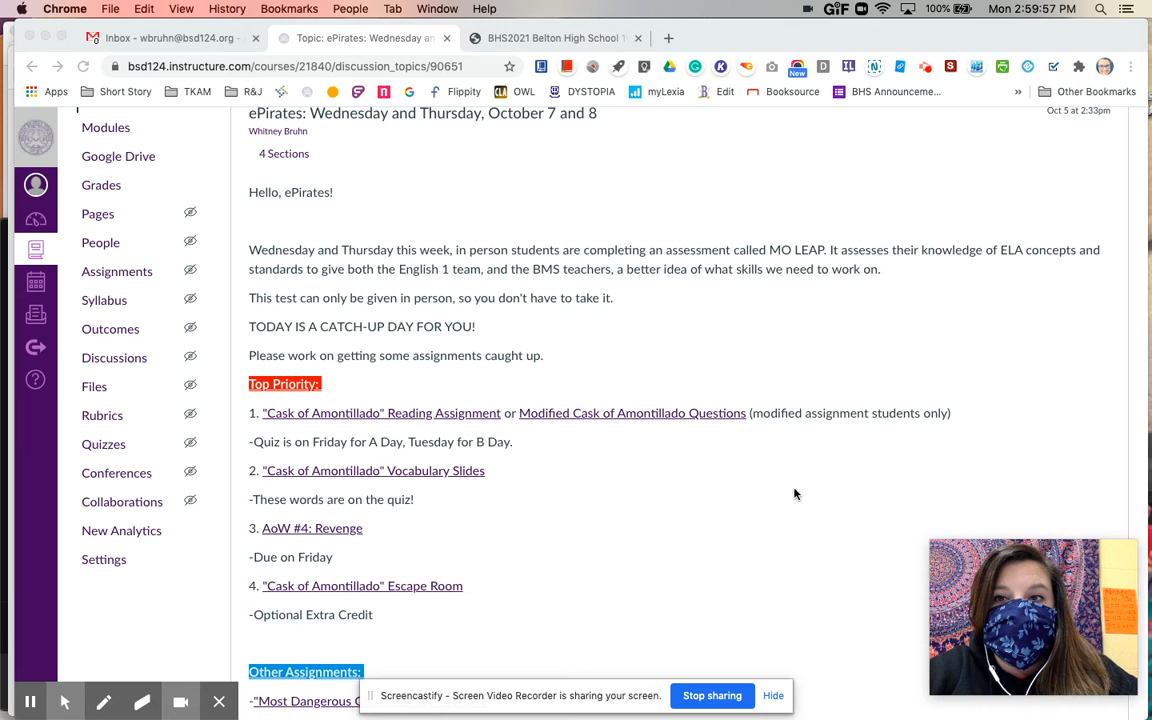 Chrome File Edit View History Bookmarks People Tab Window Help GIF 100% Mon 2:59:57 PM
Inbox - wbruhn@bsd124.org - Topic: ePirates: Wednesday an BHS2021 Belton High School 1
bsd124.instructure.com/courses/21840/discussion_topics/90651 New
Apps Short Story TKAM R&J Flippity OWL DYSTOPIA myLexia Edit Booksource BHS Announceme... » Other Bookmarks
ePirates: Wednesday and Thursday, October 7 and 8
Oct 5 at 2:33pm
Whitney Bruhn
4 Sections
Modules
Google Drive
Grades
Pages
People
Assignments
Syllabus
Outcomes
Discussions
Files
Rubrics
Quizzes
Conferences
Collaborations
New Analytics
Settings
Hello, ePirates!
Wednesday and Thursday this week, in person students are completing an assessment called MO LEAP. It assesses their knowledge of ELA concepts and
standards to give both the English 1 team, and the BMS teachers, a better idea of what skills we need to work on.
This test can only be given in person, so you don't have to take it.
TODAY IS A CATCH-UP DAY FOR YOU!
Please work on getting some assignments caught up.
Top Priority:
1. "Cask of Amontillado" Reading Assignment or Modified Cask of Amontillado Questions (modified assignment students only)
-Quiz is on Friday for A Day, Tuesday for B Day.
2. "Cask of Amontillado" Vocabulary Slides
-These words are on the quiz!
3. AoW #4: Revenge
-Due on Friday
4. "Cask of Amontillado" Escape Room
-Optional Extra Credit
Other Assignments:
-"Most Dangerous
Screencastify - Screen Video Recorder is sharing your screen. Stop sharing Hide